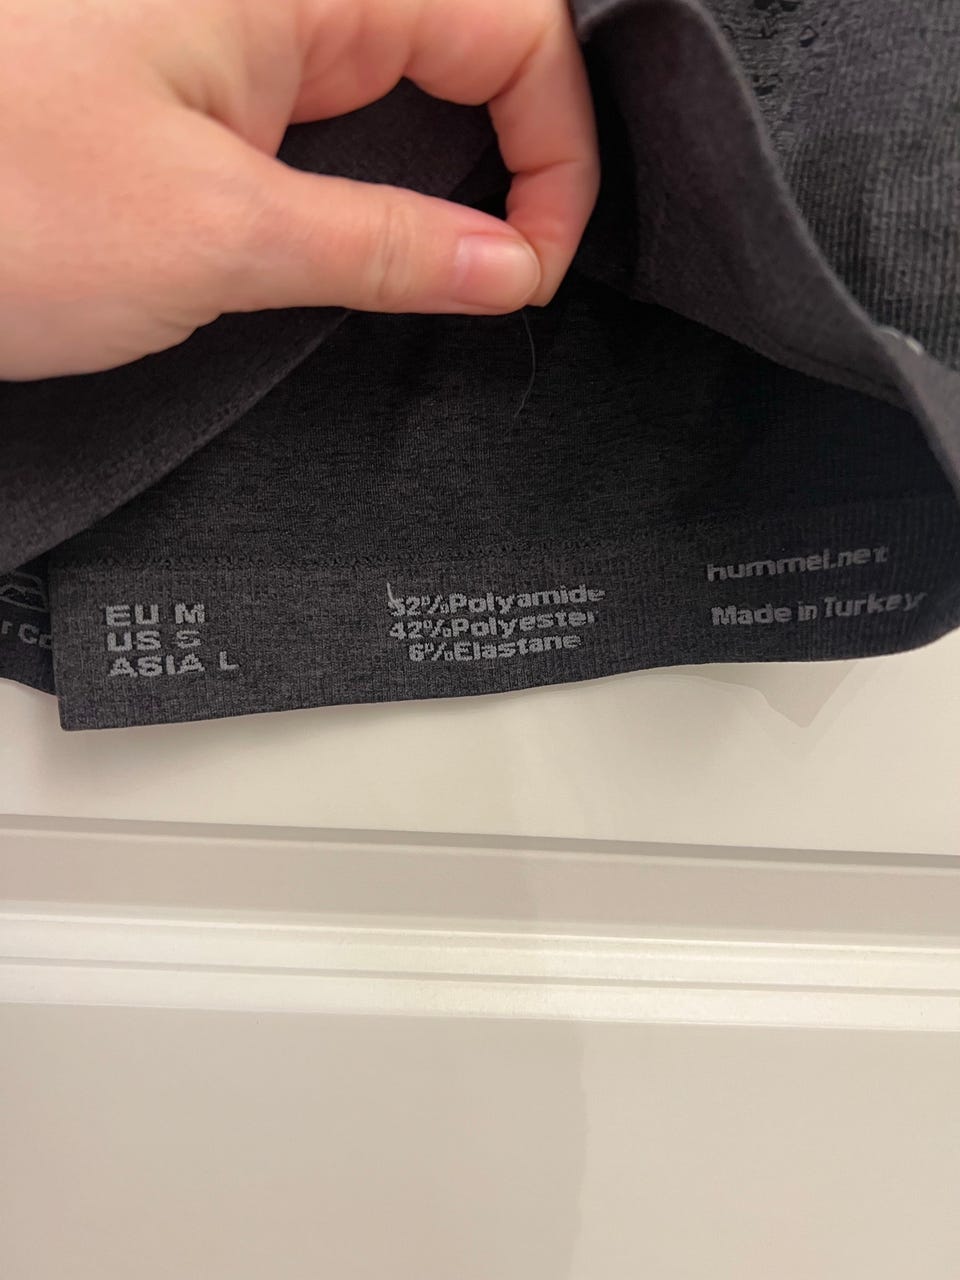 EU M
US S
ASIA L
52%Polyamide
42%Polyester
6%Elastane
hummel.net
Made in Turkey